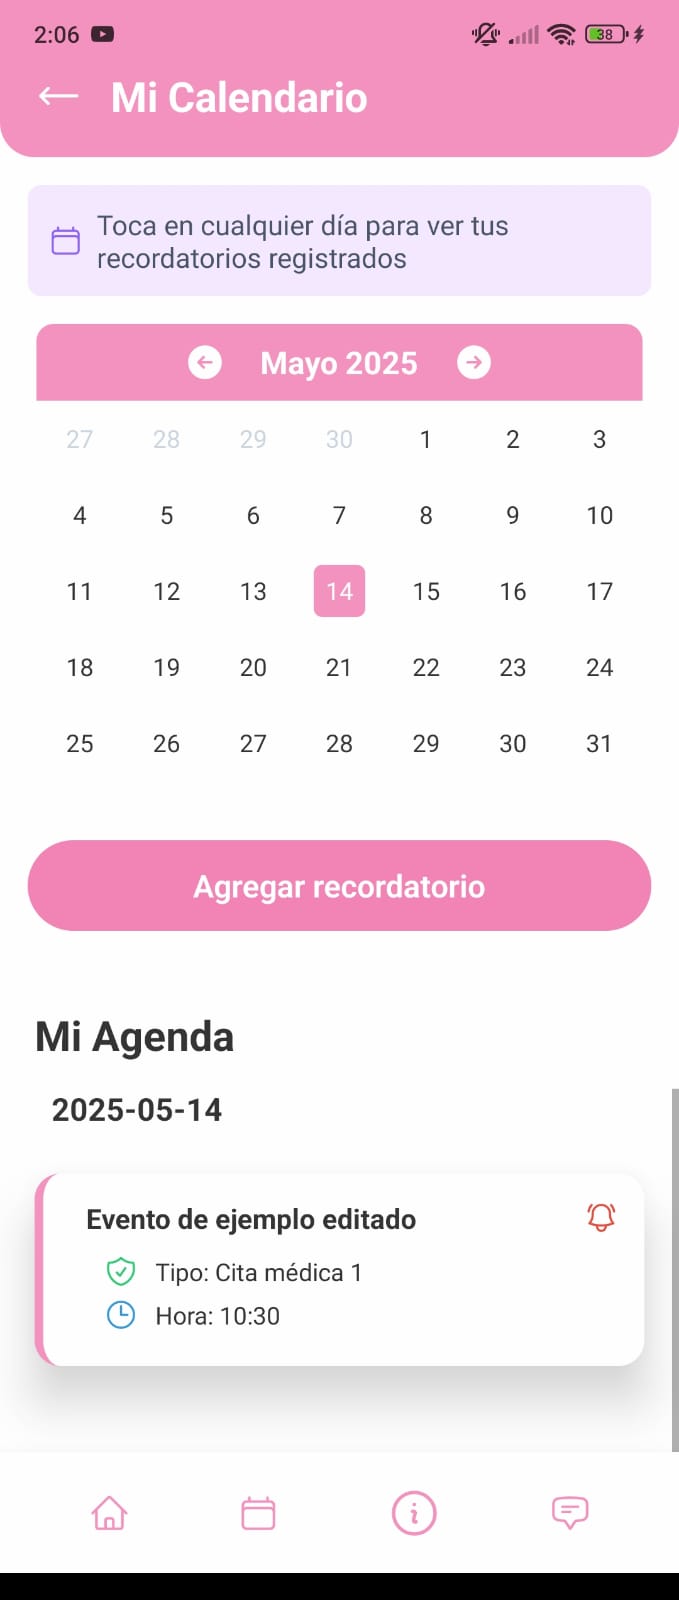 2:06
38
Mi Calendario
Toca en cualquier día para ver tus
recordatorios registrados
Mayo 2025
27 28 29 30 1 2 3
4 5 6 7 8 9 10
11 12 13 14 15 16 17
18 19 20 21 22 23 24
25 26 27 28 29 30 31
Agregar recordatorio
Mi Agenda
2025-05-14
Evento de ejemplo editado
Tipo: Cita médica 1
Hora: 10:30